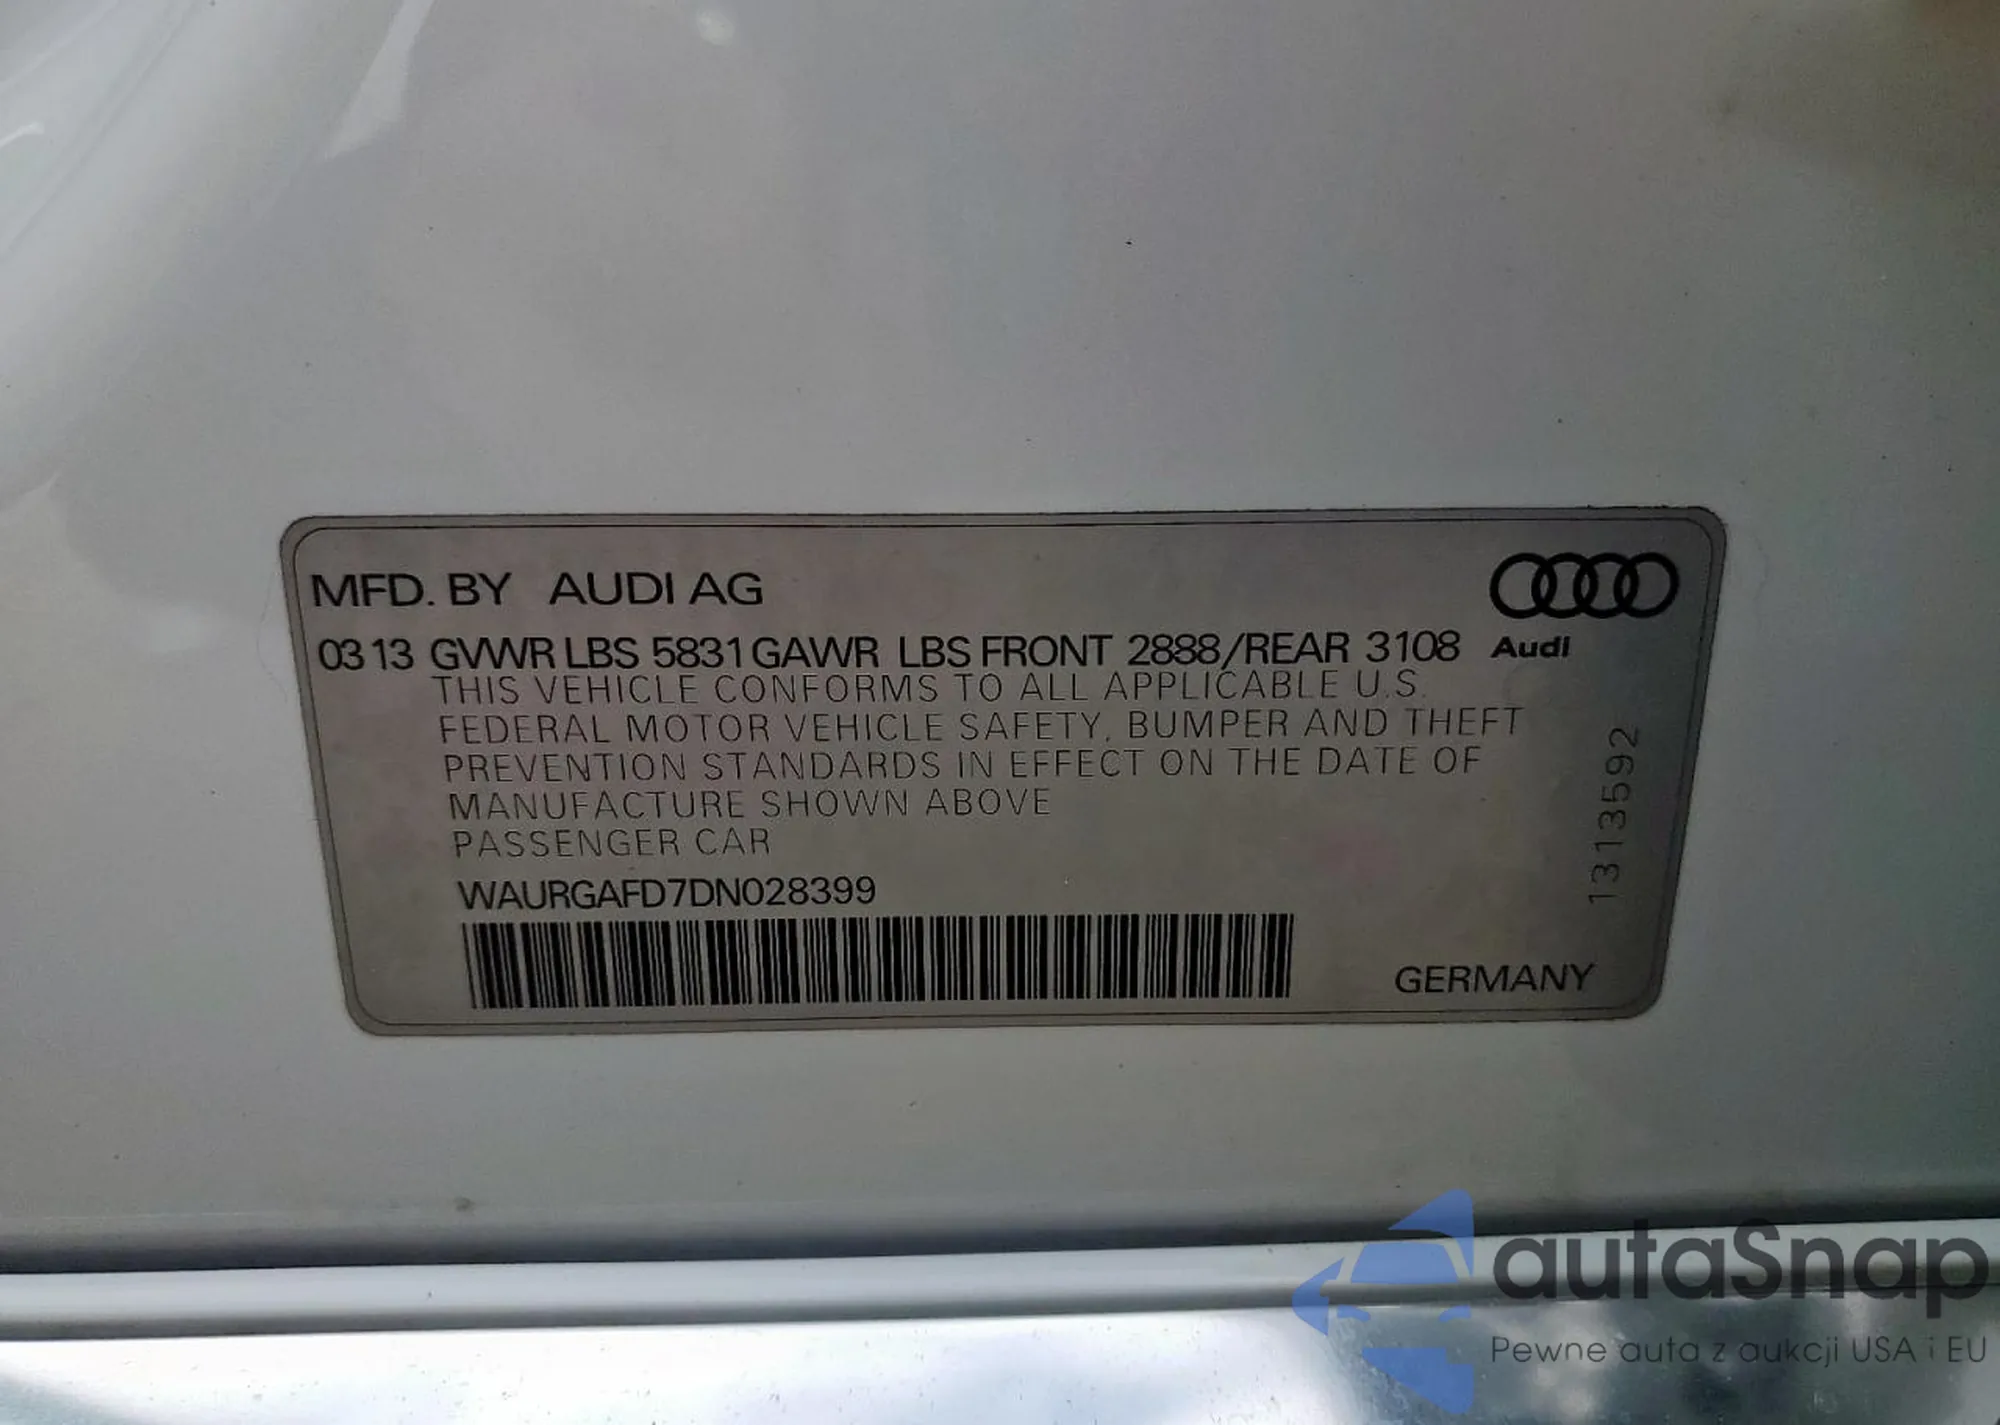 MFD. BY AUDI AG
0313 GVWR LBS 5831 GAWR LBS FRONT 2888/REAR 3108
Audi
THIS VEHICLE CONFORMS TO ALL APPLICABLE U.S.
FEDERAL MOTOR VEHICLE SAFETY, BUMPER AND THEFT
PREVENTION STANDARDS IN EFFECT ON THE DATE OF
MANUFACTURE SHOWN ABOVE
PASSENGER CAR
WAURGAFD7DN028399
1313592
GERMANY
autaSnap
Pewne auta z aukcji USA i EU